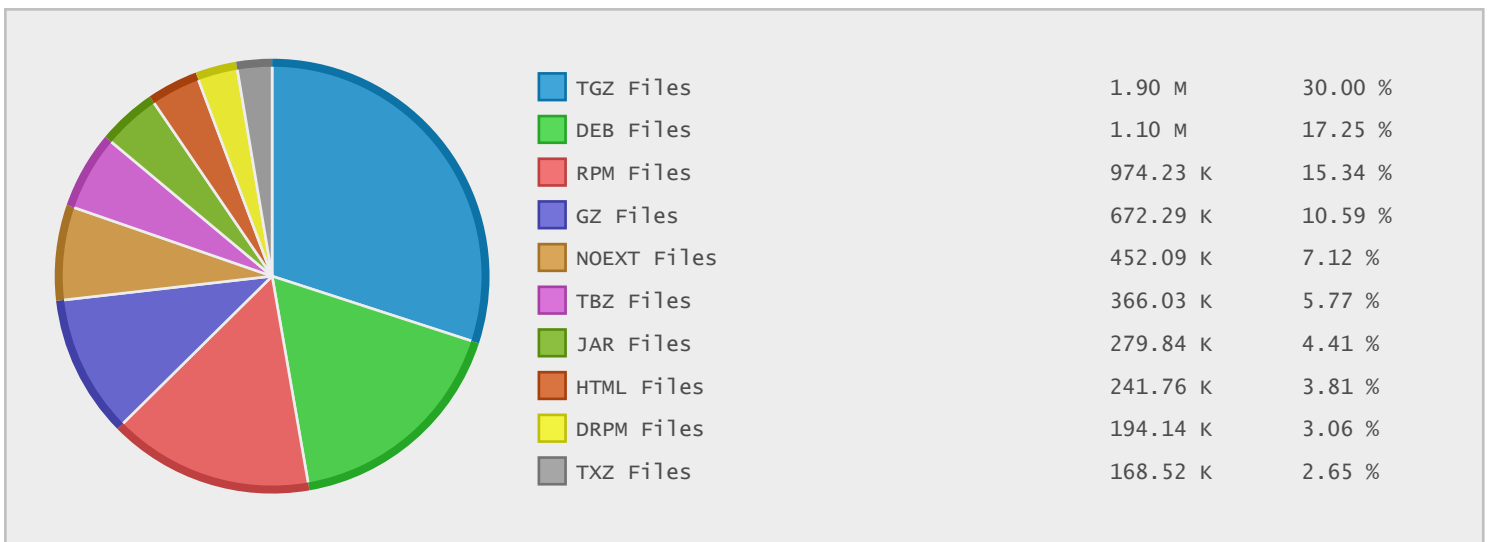 TGZ Files 1.90 M 30.00 %
DEB Files 1.10 M 17.25 %
RPM Files 974.23 K 15.34 %
GZ Files 672.29 K 10.59 %
NOEXT Files 452.09 K 7.12 %
TBZ Files 366.03 K 5.77 %
JAR Files 279.84 K 4.41 %
HTML Files 241.76 K 3.81 %
DRPM Files 194.14 K 3.06 %
TXZ Files 168.52 K 2.65 %